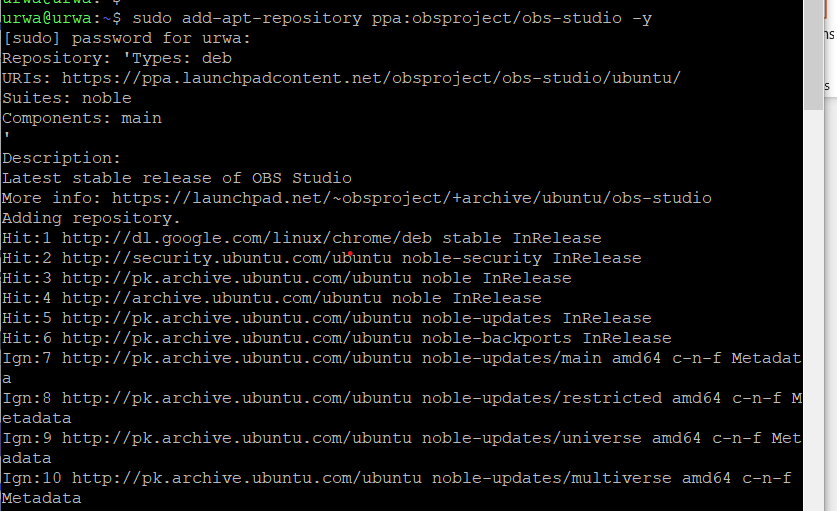 urwa@urwa:~$ sudo add-apt-repository ppa:obsproject/obs-studio -y
[sudo] password for urwa:
Repository: 'Types: deb
URIs: https://ppa.launchpadcontent.net/obsproject/obs-studio/ubuntu/
Suites: noble
Components: main
'
Description:
Latest stable release of OBS Studio
More info: https://launchpad.net/~obsproject/+archive/ubuntu/obs-studio
Adding repository.
Hit:1 http://dl.google.com/linux/chrome/deb stable InRelease
Hit:2 http://security.ubuntu.com/ubuntu noble-security InRelease
Hit:3 http://pk.archive.ubuntu.com/ubuntu noble InRelease
Hit:4 http://archive.ubuntu.com/ubuntu noble InRelease
Hit:5 http://pk.archive.ubuntu.com/ubuntu noble-updates InRelease
Hit:6 http://pk.archive.ubuntu.com/ubuntu noble-backports InRelease
Ign:7 http://pk.archive.ubuntu.com/ubuntu noble-updates/main amd64 c-n-f Metadat
a
Ign:8 http://pk.archive.ubuntu.com/ubuntu noble-updates/restricted amd64 c-n-f M
etadata
Ign:9 http://pk.archive.ubuntu.com/ubuntu noble-updates/universe amd64 c-n-f Met
adata
Ign:10 http://pk.archive.ubuntu.com/ubuntu noble-updates/multiverse amd64 c-n-f
Metadata